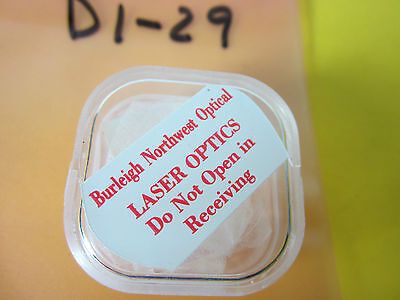 D1-29
Burleigh Northwest Optical
LASER OPTICS
Do Not Open in
Receiving